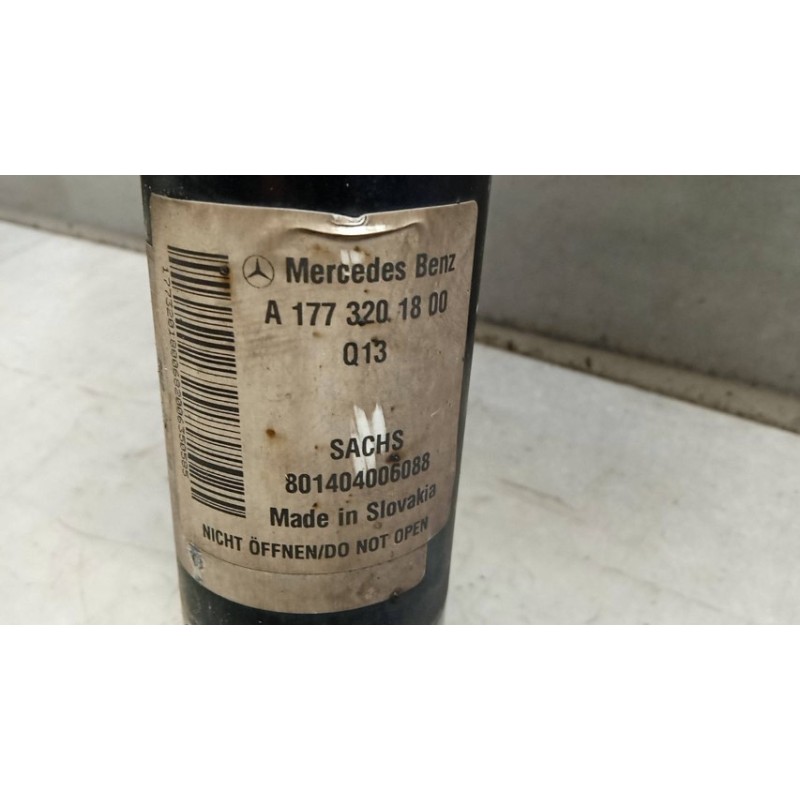 Mercedes Benz
A 177 320 18 00
Q13
SACHS
801404006088
Made in Slovakia
NICHT ÖFFNEN/DO NOT OPEN